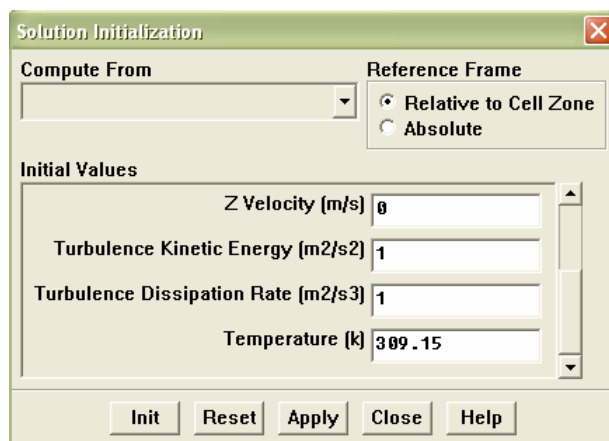 Solution Initialization
Compute From
Reference Frame
Relative to Cell Zone
Absolute
Initial Values
Z Velocity (m/s) 0
Turbulence Kinetic Energy (m2/s2) 1
Turbulence Dissipation Rate (m2/s3) 1
Temperature (k) 309.15
Init Reset Apply Close Help